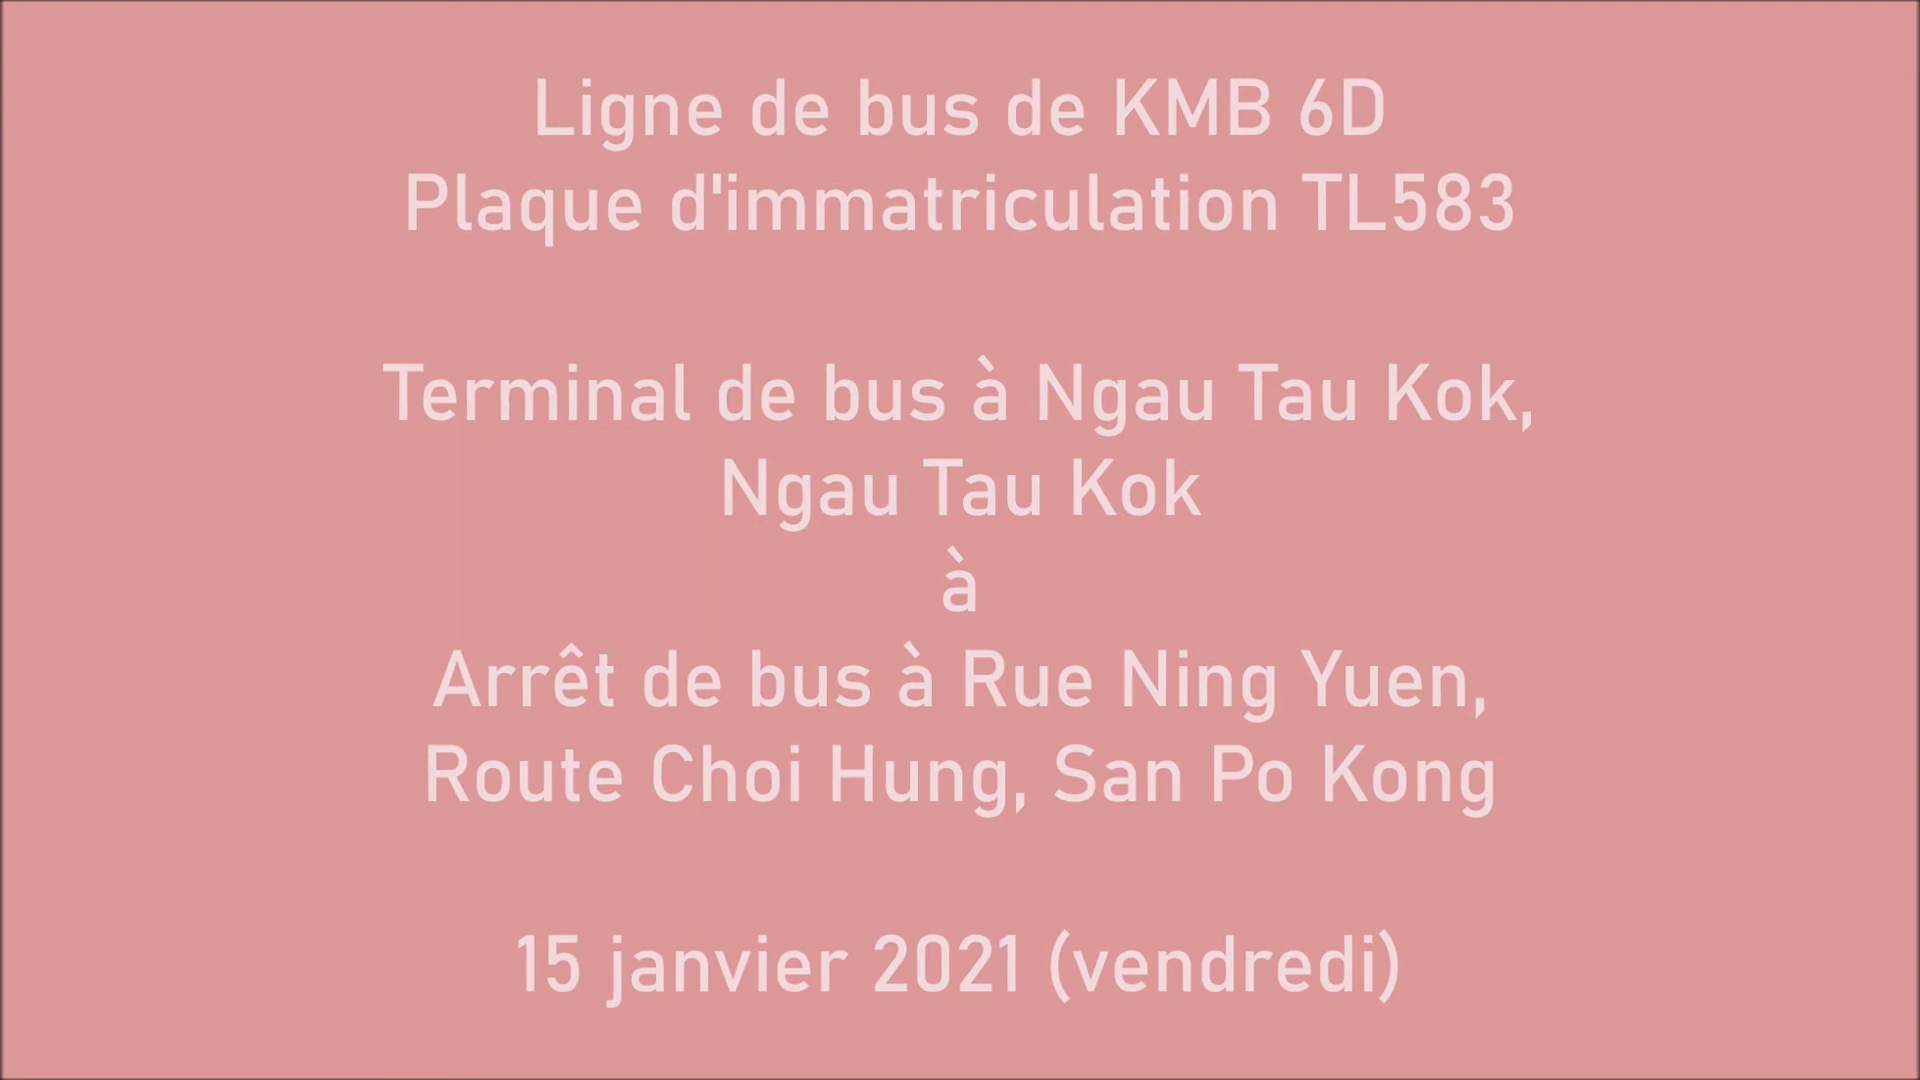 Ligne de bus de KMB 6D
Plaque d'immatriculation TL583
Terminal de bus à Ngau Tau Kok,
Ngau Tau Kok
à
Arrêt de bus à Rue Ning Yuen,
Route Choi Hung, San Po Kong
15 janvier 2021 (vendredi)